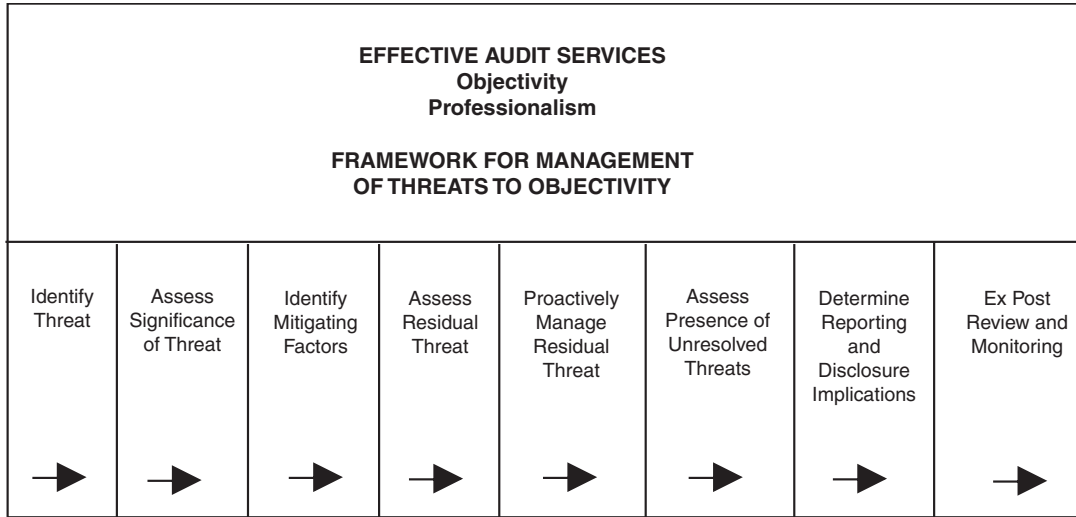 EFFECTIVE AUDIT SERVICES
Objectivity
Professionalism
FRAMEWORK FOR MANAGEMENT
OF THREATS TO OBJECTIVITY
Identify
Threat
Assess
Significance
of Threat
Identify
Mitigating
Factors
Assess
Residual
Threat
Proactively
Manage
Residual
Threat
Assess
Presence of
Unresolved
Threats
Determine
Reporting
and
Disclosure
Implications
Ex Post
Review and
Monitoring